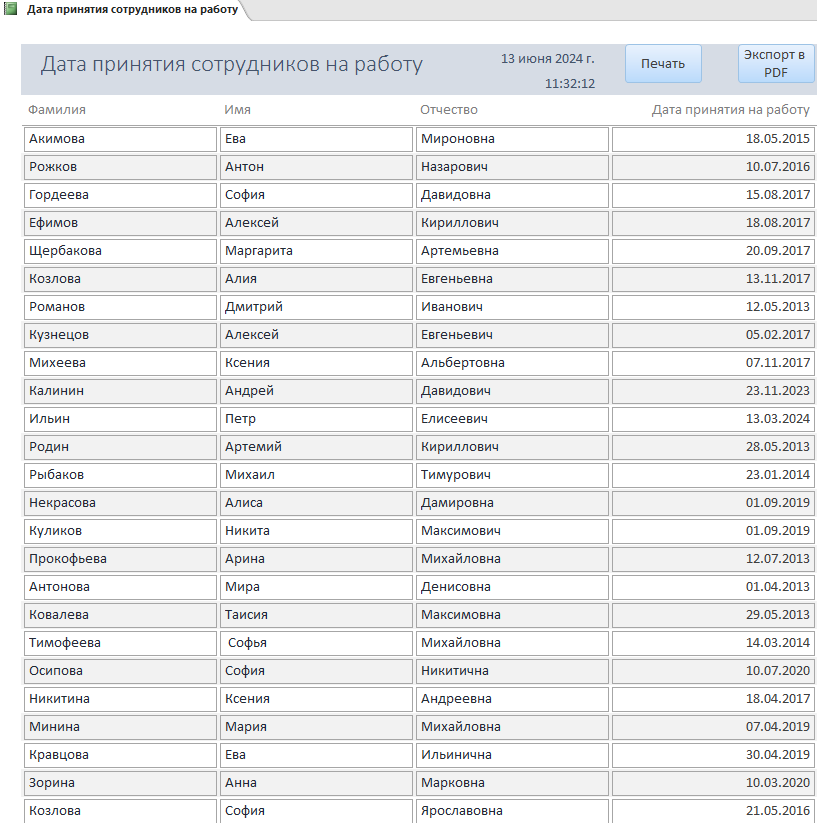 Дата принятия сотрудников на работу
Дата принятия сотрудников на работу
13 июня 2024 г.
11:32:12
Печать
Экспорт в
PDF
Фамилия Имя Отчество Дата принятия на работу
Акимова Ева Мироновна 18.05.2015
Рожков Антон Назарович 10.07.2016
Гордеева София Давидовна 15.08.2017
Ефимов Алексей Кириллович 18.08.2017
Щербакова Маргарита Артемьевна 20.09.2017
Козлова Алия Евгеньевна 13.11.2017
Романов Дмитрий Иванович 12.05.2013
Кузнецов Алексей Евгеньевич 05.02.2017
Михеева Ксения Альбертовна 07.11.2017
Калинин Андрей Давидович 23.11.2023
Ильин Петр Елисеевич 13.03.2024
Родин Артемий Кириллович 28.05.2013
Рыбаков Михаил Тимурович 23.01.2014
Некрасова Алиса Дамировна 01.09.2019
Куликов Никита Максимович 01.09.2019
Прокофьева Арина Михайловна 12.07.2013
Антонова Мира Денисовна 01.04.2013
Ковалева Таисия Максимовна 29.05.2013
Тимофеева Софья Михайловна 14.03.2014
Осипова София Никитична 10.07.2020
Никитина Ксения Андреевна 18.04.2017
Минина Мария Михайловна 07.04.2019
Кравцова Ева Ильинична 30.04.2019
Зорина Анна Марковна 10.03.2020
Козлова София Ярославовна 21.05.2016